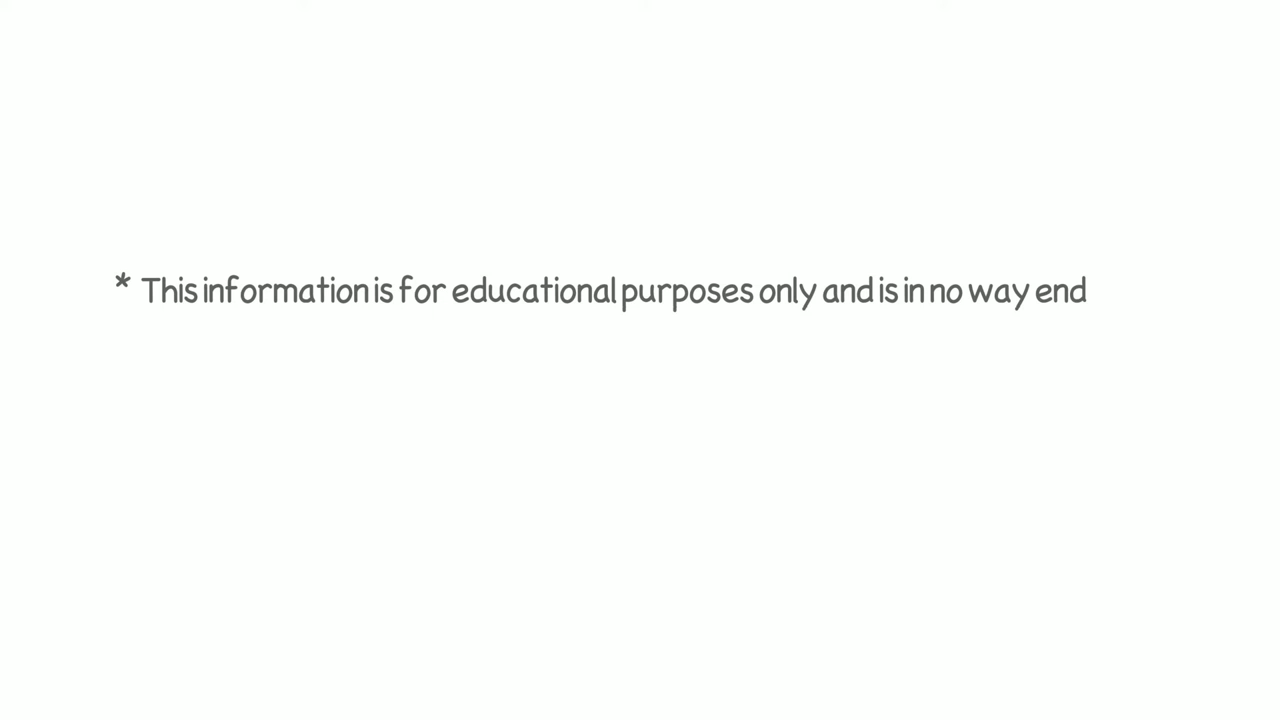 * This information is for educational purposes only and is in no way end